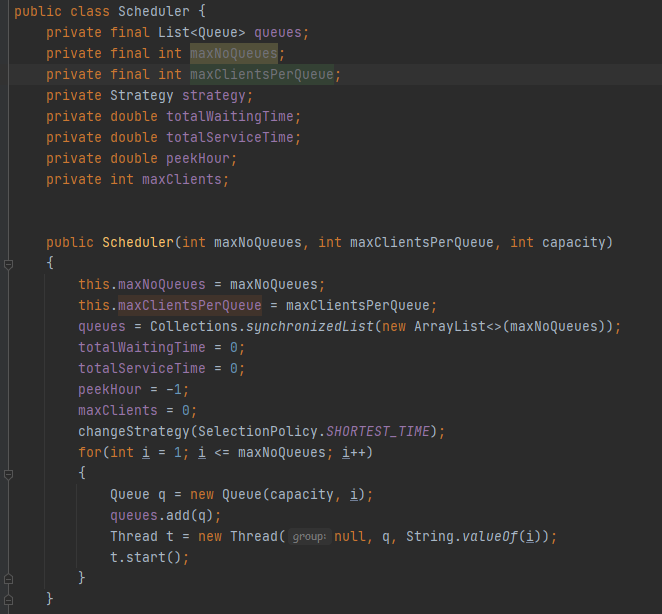 public class Scheduler {
    private final List<Queue> queues;
    private final int maxNoQueues;
    private final int maxClientsPerQueue;
    private Strategy strategy;
    private double totalWaitingTime;
    private double totalServiceTime;
    private double peekHour;
    private int maxClients;
    public Scheduler(int maxNoQueues, int maxClientsPerQueue, int capacity)
    {
        this.maxNoQueues = maxNoQueues;
        this.maxClientsPerQueue = maxClientsPerQueue;
        queues = Collections.synchronizedList(new ArrayList<>(maxNoQueues));
        totalWaitingTime = 0;
        totalServiceTime = 0;
        peekHour = -1;
        maxClients = 0;
        changeStrategy(SelectionPolicy.SHORTEST_TIME);
        for(int i = 1; i <= maxNoQueues; i++)
        {
            Queue q = new Queue(capacity, i);
            queues.add(q);
            Thread t = new Thread( group: null, q, String.valueOf(i));
            t.start();
        }
    }